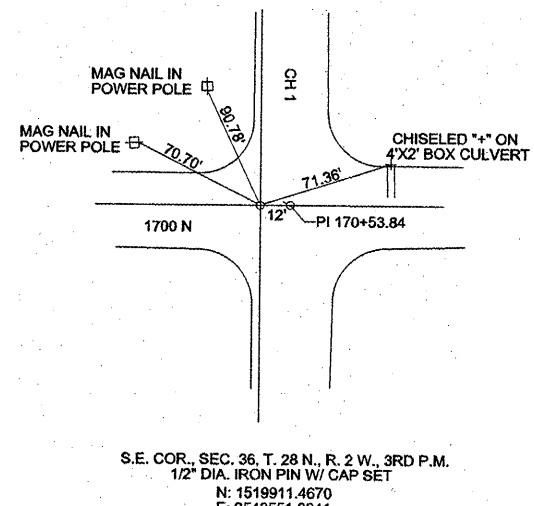 MAG NAIL IN
POWER POLE
CH 1
90.78'
MAG NAIL IN
POWER POLE
70.70'
CHISELED "+" ON
4'X2' BOX CULVERT
71.36'
12'
PI 170+53.84
1700 N
S.E. COR., SEC. 36, T. 28 N., R. 2 W., 3RD P.M.
1/2" DIA. IRON PIN W/ CAP SET
N: 1519911.4670